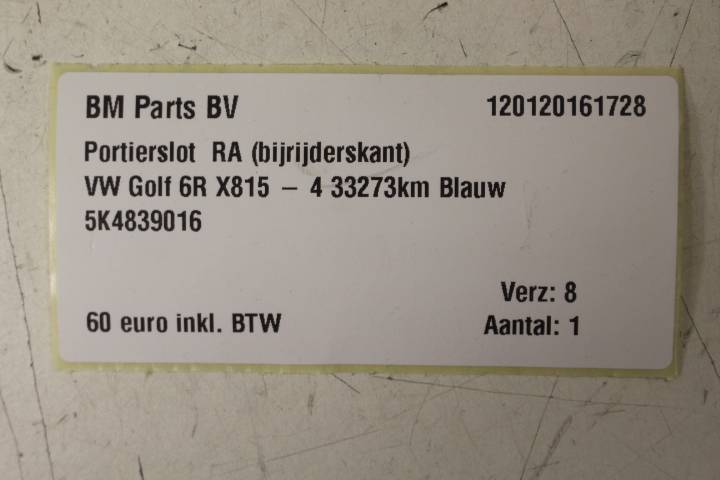 BM Parts BV 120120161728
Portierslot RA (bijrijderskant)
VW Golf 6R X815 – 4 33273km Blauw
5K4839016
Verz: 8
60 euro inkl. BTW Aantal: 1